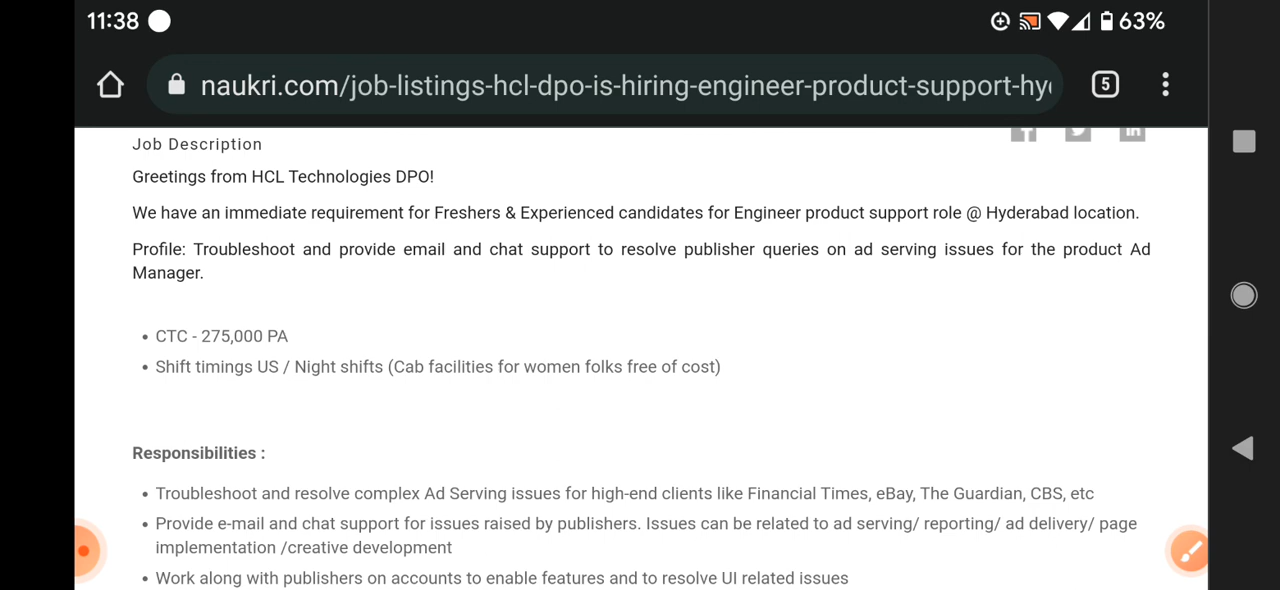 11:38
63%
naukri.com/job-listings-hcl-dpo-is-hiring-engineer-product-support-hy
5
Job Description
Greetings from HCL Technologies DPO!
We have an immediate requirement for Freshers & Experienced candidates for Engineer product support role @ Hyderabad location.
Profile: Troubleshoot and provide email and chat support to resolve publisher queries on ad serving issues for the product Ad
Manager.
• CTC - 275,000 PA
• Shift timings US / Night shifts (Cab facilities for women folks free of cost)
Responsibilities :
• Troubleshoot and resolve complex Ad Serving issues for high-end clients like Financial Times, eBay, The Guardian, CBS, etc
• Provide e-mail and chat support for issues raised by publishers. Issues can be related to ad serving/ reporting/ ad delivery/ page
implementation /creative development
• Work along with publishers on accounts to enable features and to resolve UI related issues